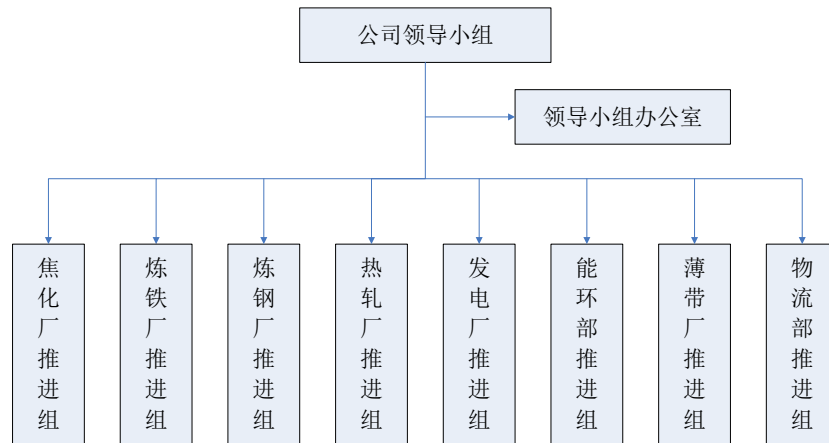 公司领导小组
领导小组办公室
焦化厂推进组
炼铁厂推进组
炼钢厂推进组
热轧厂推进组
发电厂推进组
能环部推进组
薄带厂推进组
物流部推进组